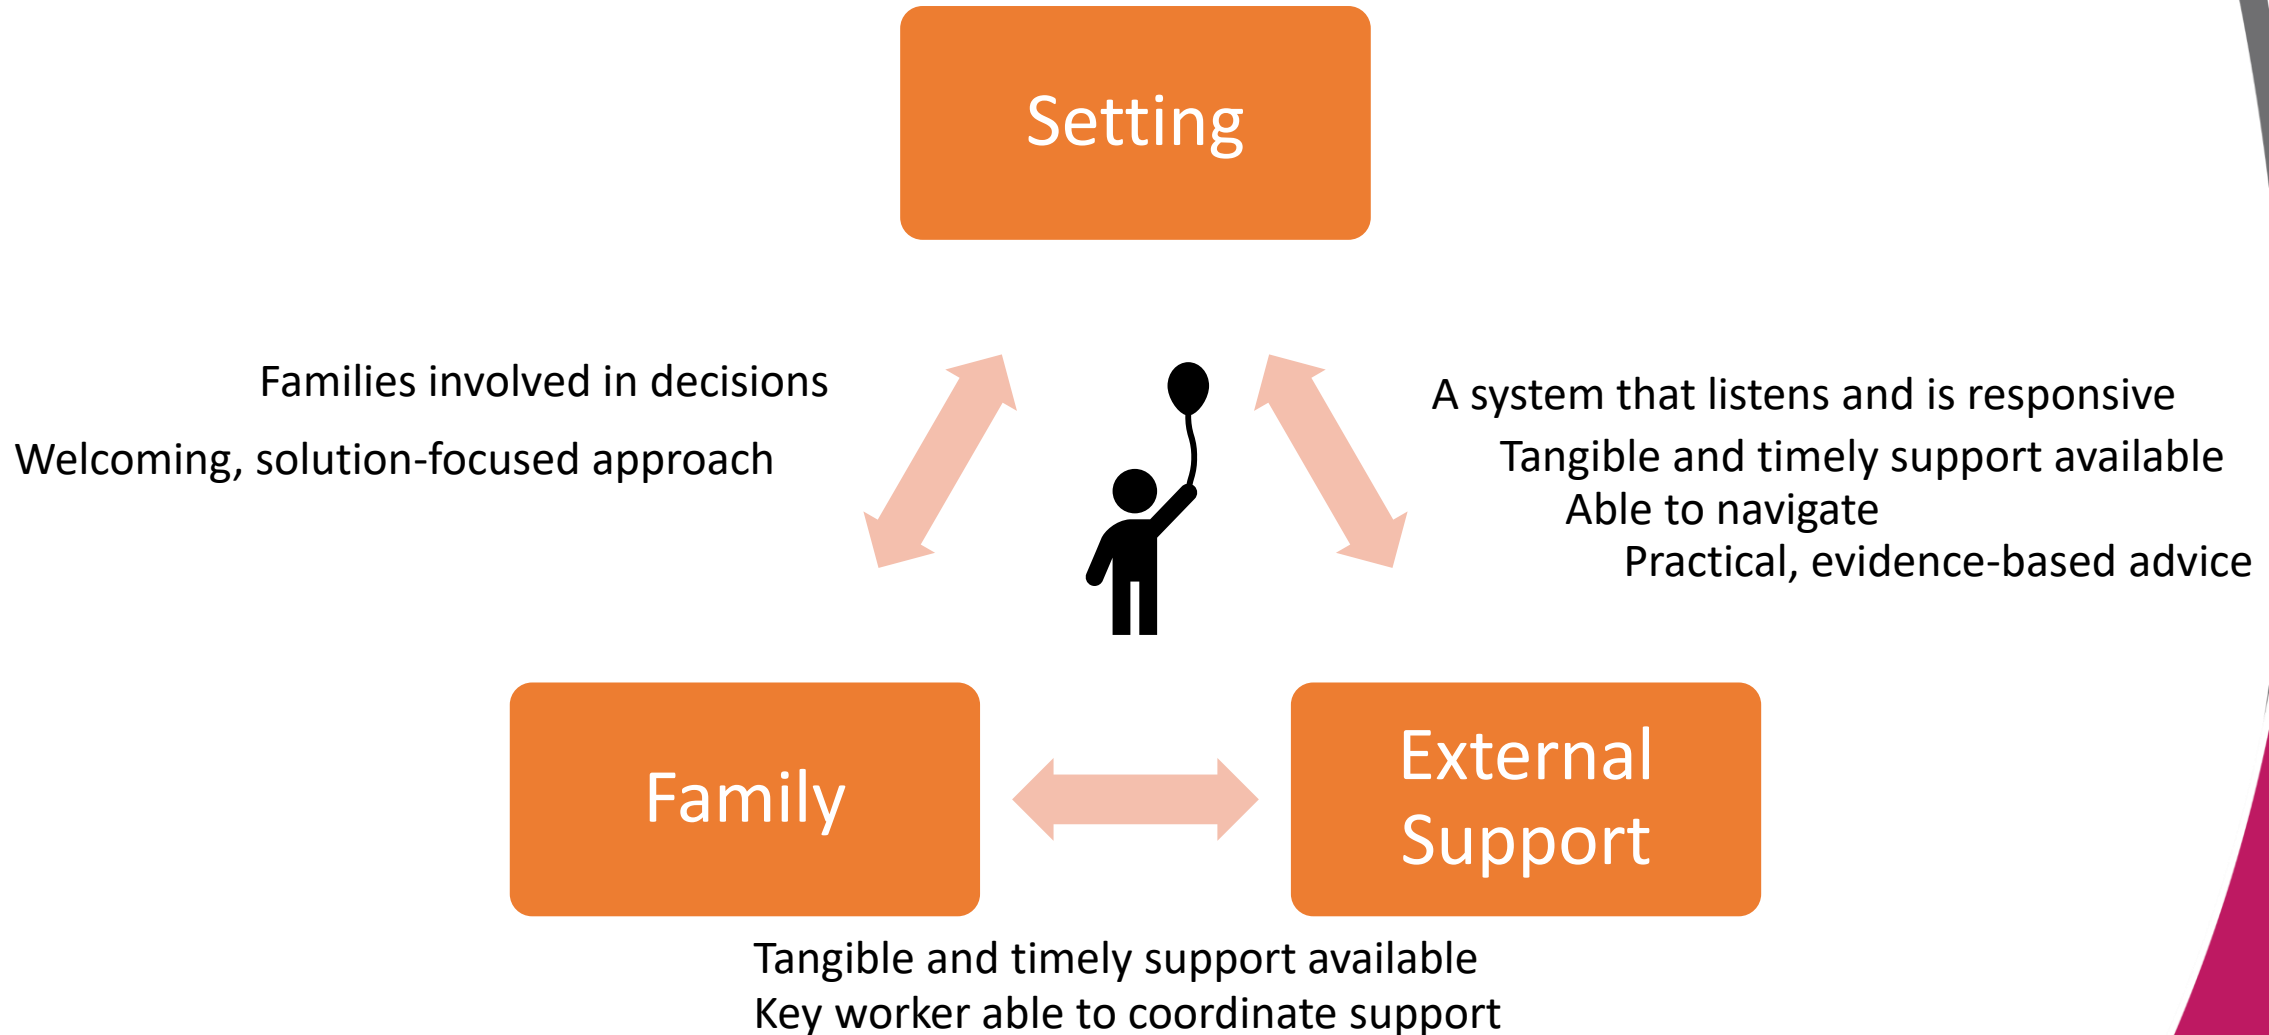 Setting
Families involved in decisions
Welcoming, solution-focused approach
A system that listens and is responsive
Tangible and timely support available
Able to navigate
Practical, evidence-based advice
Family
External
Support
Tangible and timely support available
Key worker able to coordinate support